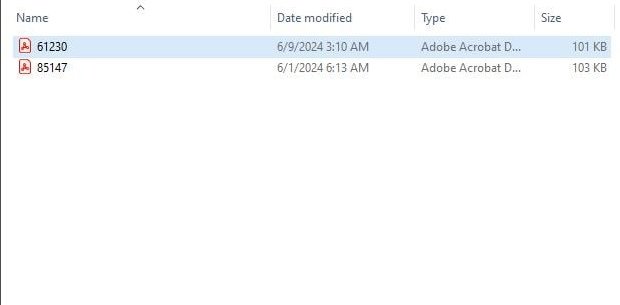 Name Date modified Type Size
61230 6/9/2024 3:10 AM Adobe Acrobat D... 101 KB
85147 6/1/2024 6:13 AM Adobe Acrobat D... 103 KB